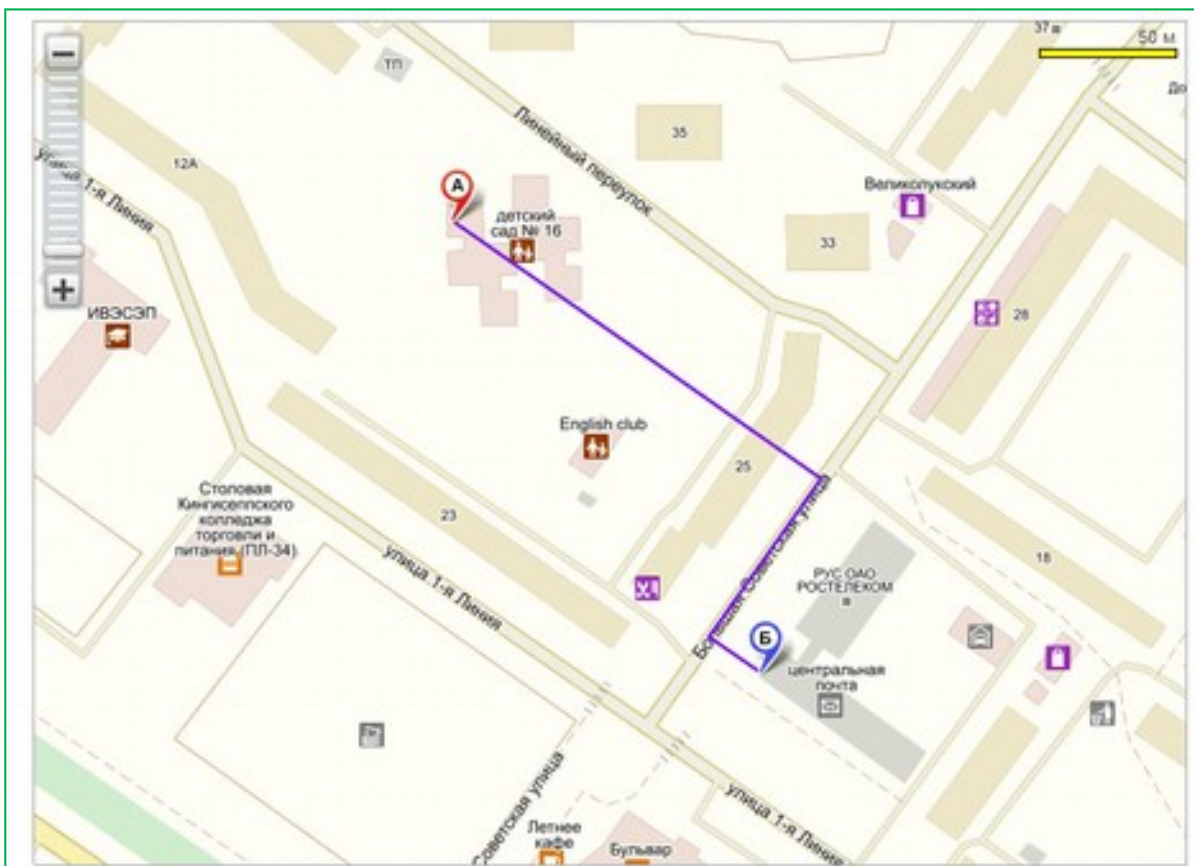 37
50 м
ТП
До
Линейный переулок
35
12А
улица 1-я Линия
А
детский
сад № 16
Великолукский
33
ИВЭСЭП
28
English club
25
Столовая
Кингисеппского
колледжа
торговли и
питания (ПЛ-34)
23
улица 1-я Линия
Большая Советская улица
РУС ОАО
РОСТЕЛЕКОМ
18
Б
центральная
почта
Советская улица
улица 1-я Линия
Летнее
кафе
Бульвар